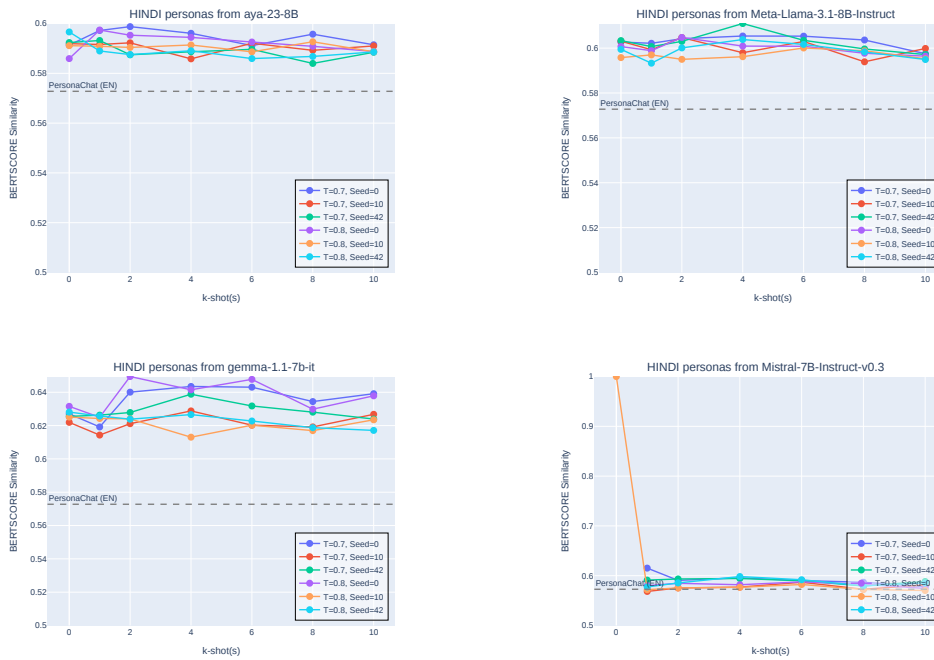 HINDI personas from aya-23-8B
0.6
0.58
0.56
0.54
0.52
0.5
BERTSCORE Similarity
PersonaChat (EN)
T=0.7, Seed=0
T=0.7, Seed=10
T=0.7, Seed=42
T=0.8, Seed=0
T=0.8, Seed=10
T=0.8, Seed=42
0 2 4 6 8 10
k-shot(s)
HINDI personas from Meta-Llama-3.1-8B-Instruct
0.6
0.58
0.56
0.54
0.52
0.5
BERTSCORE Similarity
PersonaChat (EN)
T=0.7, Seed=0
T=0.7, Seed=10
T=0.7, Seed=42
T=0.8, Seed=0
T=0.8, Seed=10
T=0.8, Seed=42
0 2 4 6 8 10
k-shot(s)
HINDI personas from gemma-1.1-7b-it
0.64
0.62
0.6
0.58
0.56
0.54
0.52
0.5
BERTSCORE Similarity
PersonaChat (EN)
T=0.7, Seed=0
T=0.7, Seed=10
T=0.7, Seed=42
T=0.8, Seed=0
T=0.8, Seed=10
T=0.8, Seed=42
0 2 4 6 8 10
k-shot(s)
HINDI personas from Mistral-7B-Instruct-v0.3
1
0.9
0.8
0.7
0.6
0.5
BERTSCORE Similarity
PersonaChat (EN)
T=0.7, Seed=0
T=0.7, Seed=10
T=0.7, Seed=42
T=0.8, Seed=0
T=0.8, Seed=10
T=0.8, Seed=42
0 2 4 6 8 10
k-shot(s)